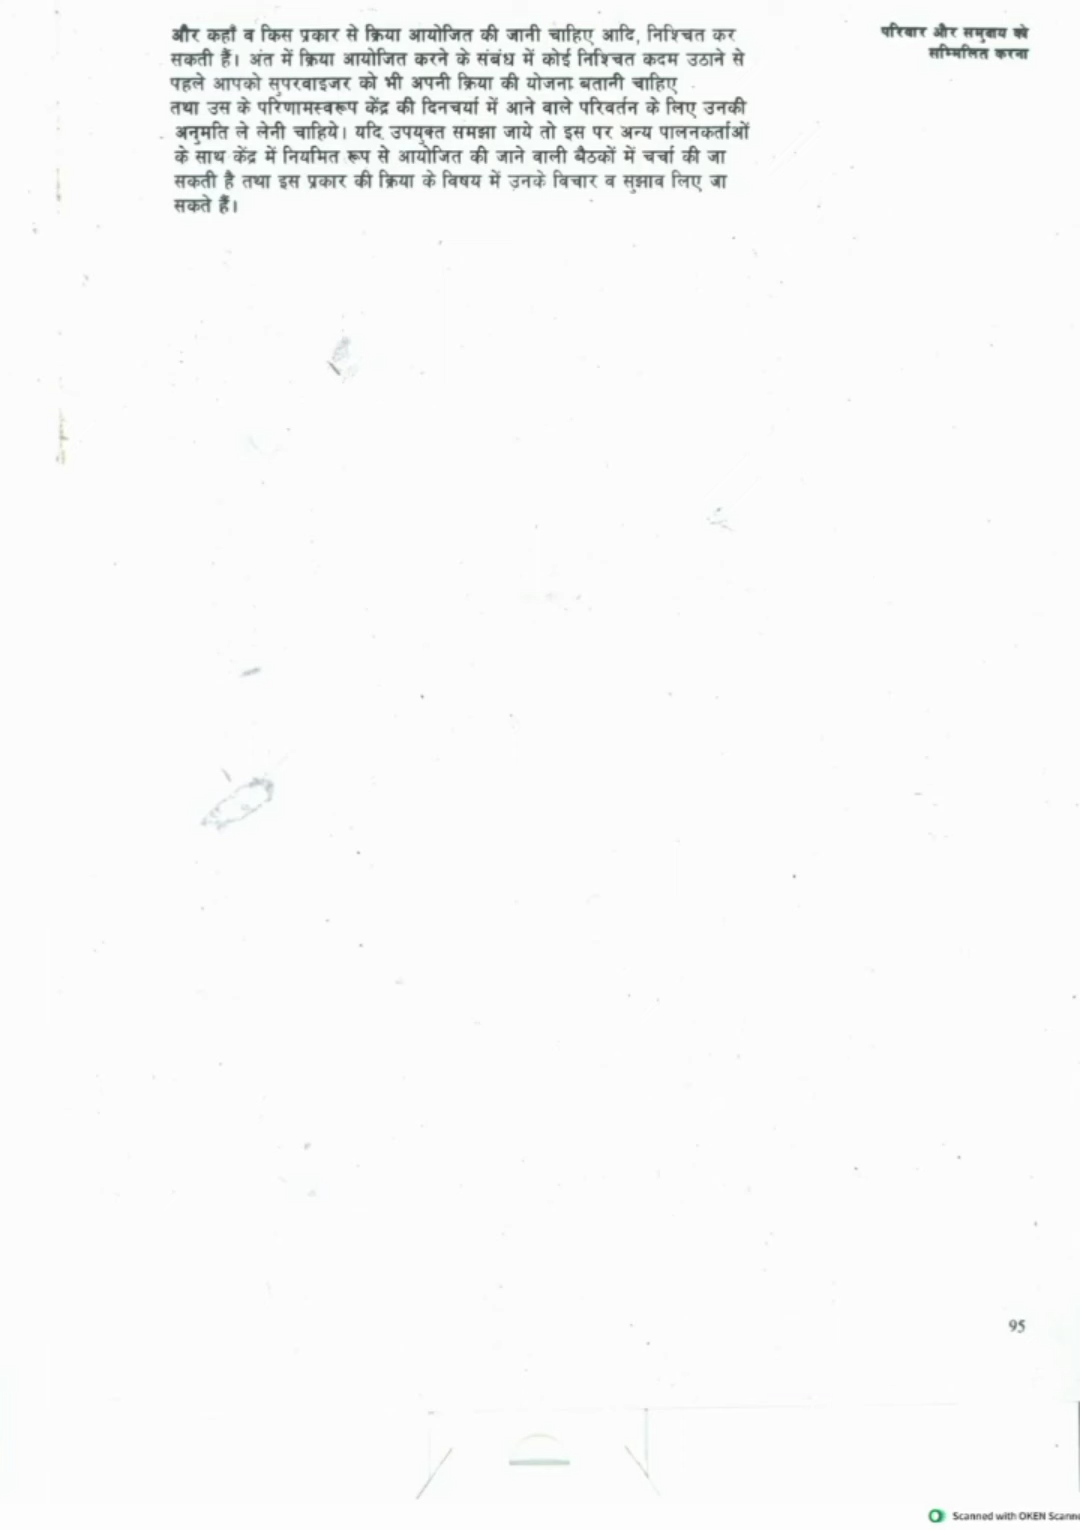 परिवार और समुदाय को
सम्मिलित करना
और कहाँ व किस प्रकार से क्रिया आयोजित की जानी चाहिए आदि, निश्चित कर
सकती हैं। अंत में क्रिया आयोजित करने के संबंध में कोई निश्चित कदम उठाने से
पहले आपको सुपरवाइजर को भी अपनी क्रिया की योजना बतानी चाहिए
तथा उस के परिणामस्वरूप केंद्र की दिनचर्या में आने वाले परिवर्तन के लिए उनकी
अनुमति ले लेनी चाहिये। यदि उपयुक्त समझा जाये तो इस पर अन्य पालनकर्ताओं
के साथ केंद्र में नियमित रूप से आयोजित की जाने वाली बैठकों में चर्चा की जा
सकती है तथा इस प्रकार की क्रिया के विषय में उनके विचार व सुझाव लिए जा
सकते हैं।
95
Scanned with OKEN Scanne